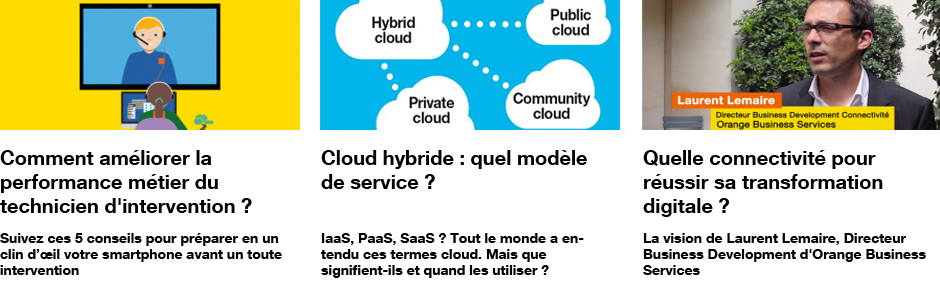 Hybrid
cloud
Public
cloud
Private
cloud
Community
cloud
Laurent Lemaire
Directeur Business Development Connectivité
Orange Business Services
Comment améliorer la
performance métier du
technicien d'intervention ?
Suivez ces 5 conseils pour préparer en un
clin d'œil votre smartphone avant un toute
intervention
Cloud hybride : quel modèle
de service ?
IaaS, PaaS, SaaS ? Tout le monde a en-
tendu ces termes cloud. Mais que
signifient-ils et quand les utiliser ?
Quelle connectivité pour
réussir sa transformation
digitale ?
La vision de Laurent Lemaire, Directeur
Business Development d'Orange Business
Services